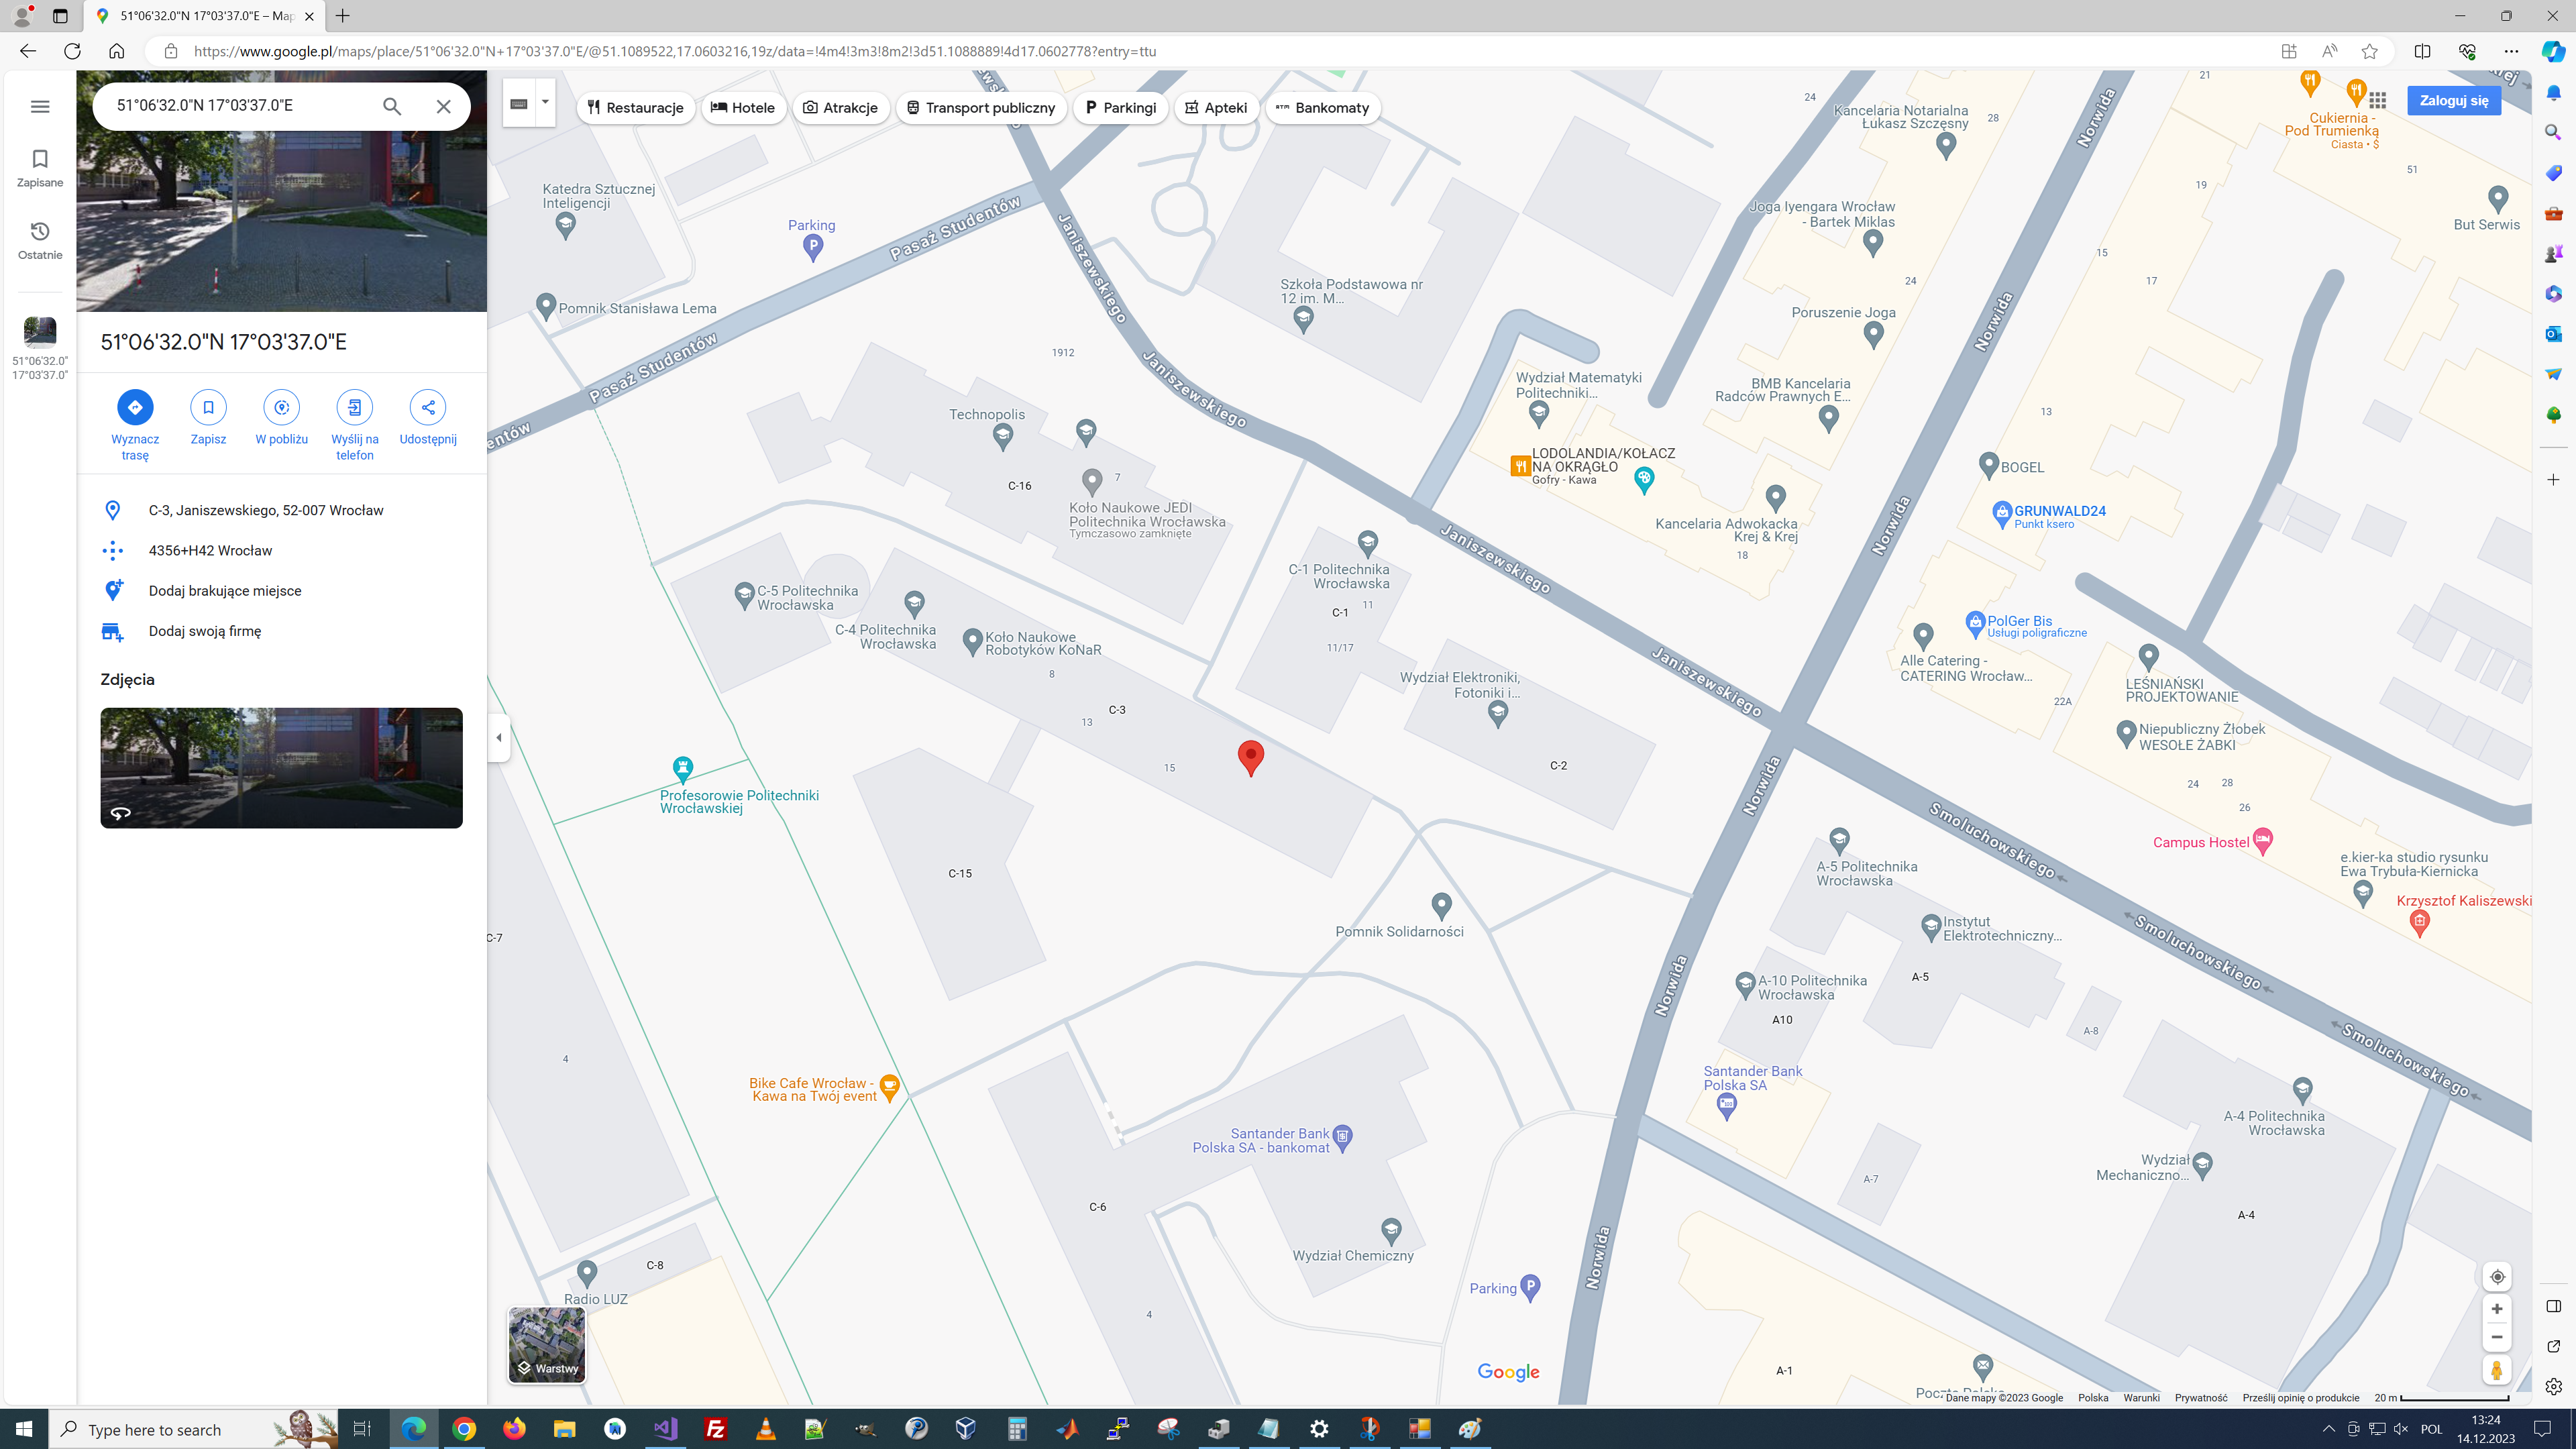 51°06'32.0"N 17°03'37.0"E – Map
https://www.google.pl/maps/place/51°06'32.0"N+17°03'37.0"E/@51.1089522,17.0603216,19z/data=!4m4!3m3!8m2!3d51.1088889!4d17.0602778?entry=ttu
51°06'32.0"N 17°03'37.0"E
Zapisane
Ostatnie
51°06'32.0"
17°03'37.0"
51°06'32.0"N 17°03'37.0"E
Wyznacz
trasę
Zapisz
W pobliżu
Wyślij na
telefon
Udostępnij
C-3, Janiszewskiego, 52-007 Wrocław
4356+H42 Wrocław
Dodaj brakujące miejsce
Dodaj swoją firmę
Zdjęcia
Restauracje
Hotele
Atrakcje
Transport publiczny
Parkingi
Apteki
Bankomaty
Zaloguj się
24
Kancelaria Notarialna
Łukasz Szczęsny
28
Norwida
21
Cukiernia -
Pod Trumienką
Ciasta • $
51
19
But Serwis
Katedra Sztucznej
Inteligencji
Parking
Pasaż Studentów
Janiszewskiego
Joga Iyengara Wrocław
- Bartek Miklas
15
17
24
Szkoła Podstawowa nr
12 im. M...
Pomnik Stanisława Lema
Poruszenie Joga
Norwida
1912
Pasaż Studentów
Janiszewskiego
Wydział Matematyki
Politechniki...
BMB Kancelaria
Radców Prawnych E...
13
Technopolis
7
C-16
Koło Naukowe JEDI
Politechnika Wrocławska
Tymczasowo zamknięte
LODOLANDIA/KOŁACZ
NA OKRĄGŁO
Gofry - Kawa
BOGEL
GRUNWALD24
Punkt ksero
Kancelaria Adwokacka
Krej & Krej
18
Norwida
Janiszewskiego
C-1 Politechnika
Wrocławska
C-1
11
11/17
C-5 Politechnika
Wrocławska
C-4 Politechnika
Wrocławska
Koło Naukowe
Robotyków KoNaR
8
C-3
13
15
PolGer Bis
Usługi poligraficzne
Alle Catering -
CATERING Wrocław...
22A
LEŚNIAŃSKI
PROJEKTOWANIE
Niepubliczny Żłobek
WESOŁE ŻABKI
24
28
26
Wydział Elektroniki,
Fotoniki i...
C-2
Janiszewskiego
Norwida
Profesorowie Politechniki
Wrocławskiej
C-15
C-7
Smoluchowskiego
Campus Hostel
e.kier-ka studio rysunku
Ewa Trybuła-Kiernicka
Krzysztof Kaliszewski
A-5 Politechnika
Wrocławska
Instytut
Elektrotechniczny...
Pomnik Solidarności
Smoluchowskiego
A-10 Politechnika
Wrocławska
A-5
A10
A-8
Norwida
Smoluchowskiego
4
Bike Cafe Wrocław -
Kawa na Twój event
Santander Bank
Polska SA
Santander Bank
Polska SA - bankomat
A-4 Politechnika
Wrocławska
Wydział
Mechaniczno...
A-7
A-4
C-6
Wydział Chemiczny
Norwida
C-8
Radio LUZ
Parking
4
Warstwy
Google
A-1
Poczta Polska
Dane mapy ©2023 Google
Polska
Warunki
Prywatność
Prześlij opinię o produkcie
20 m
Type here to search
POL
13:24
14.12.2023